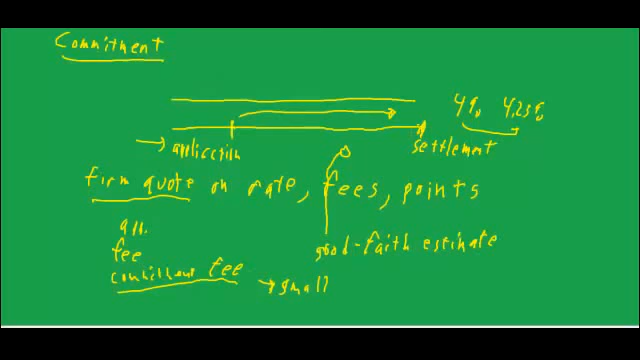 Commitment
4% 4.25%
application settlement
firm quote on rate, fees, points
app.
fee good-faith estimate
commitment fee → small